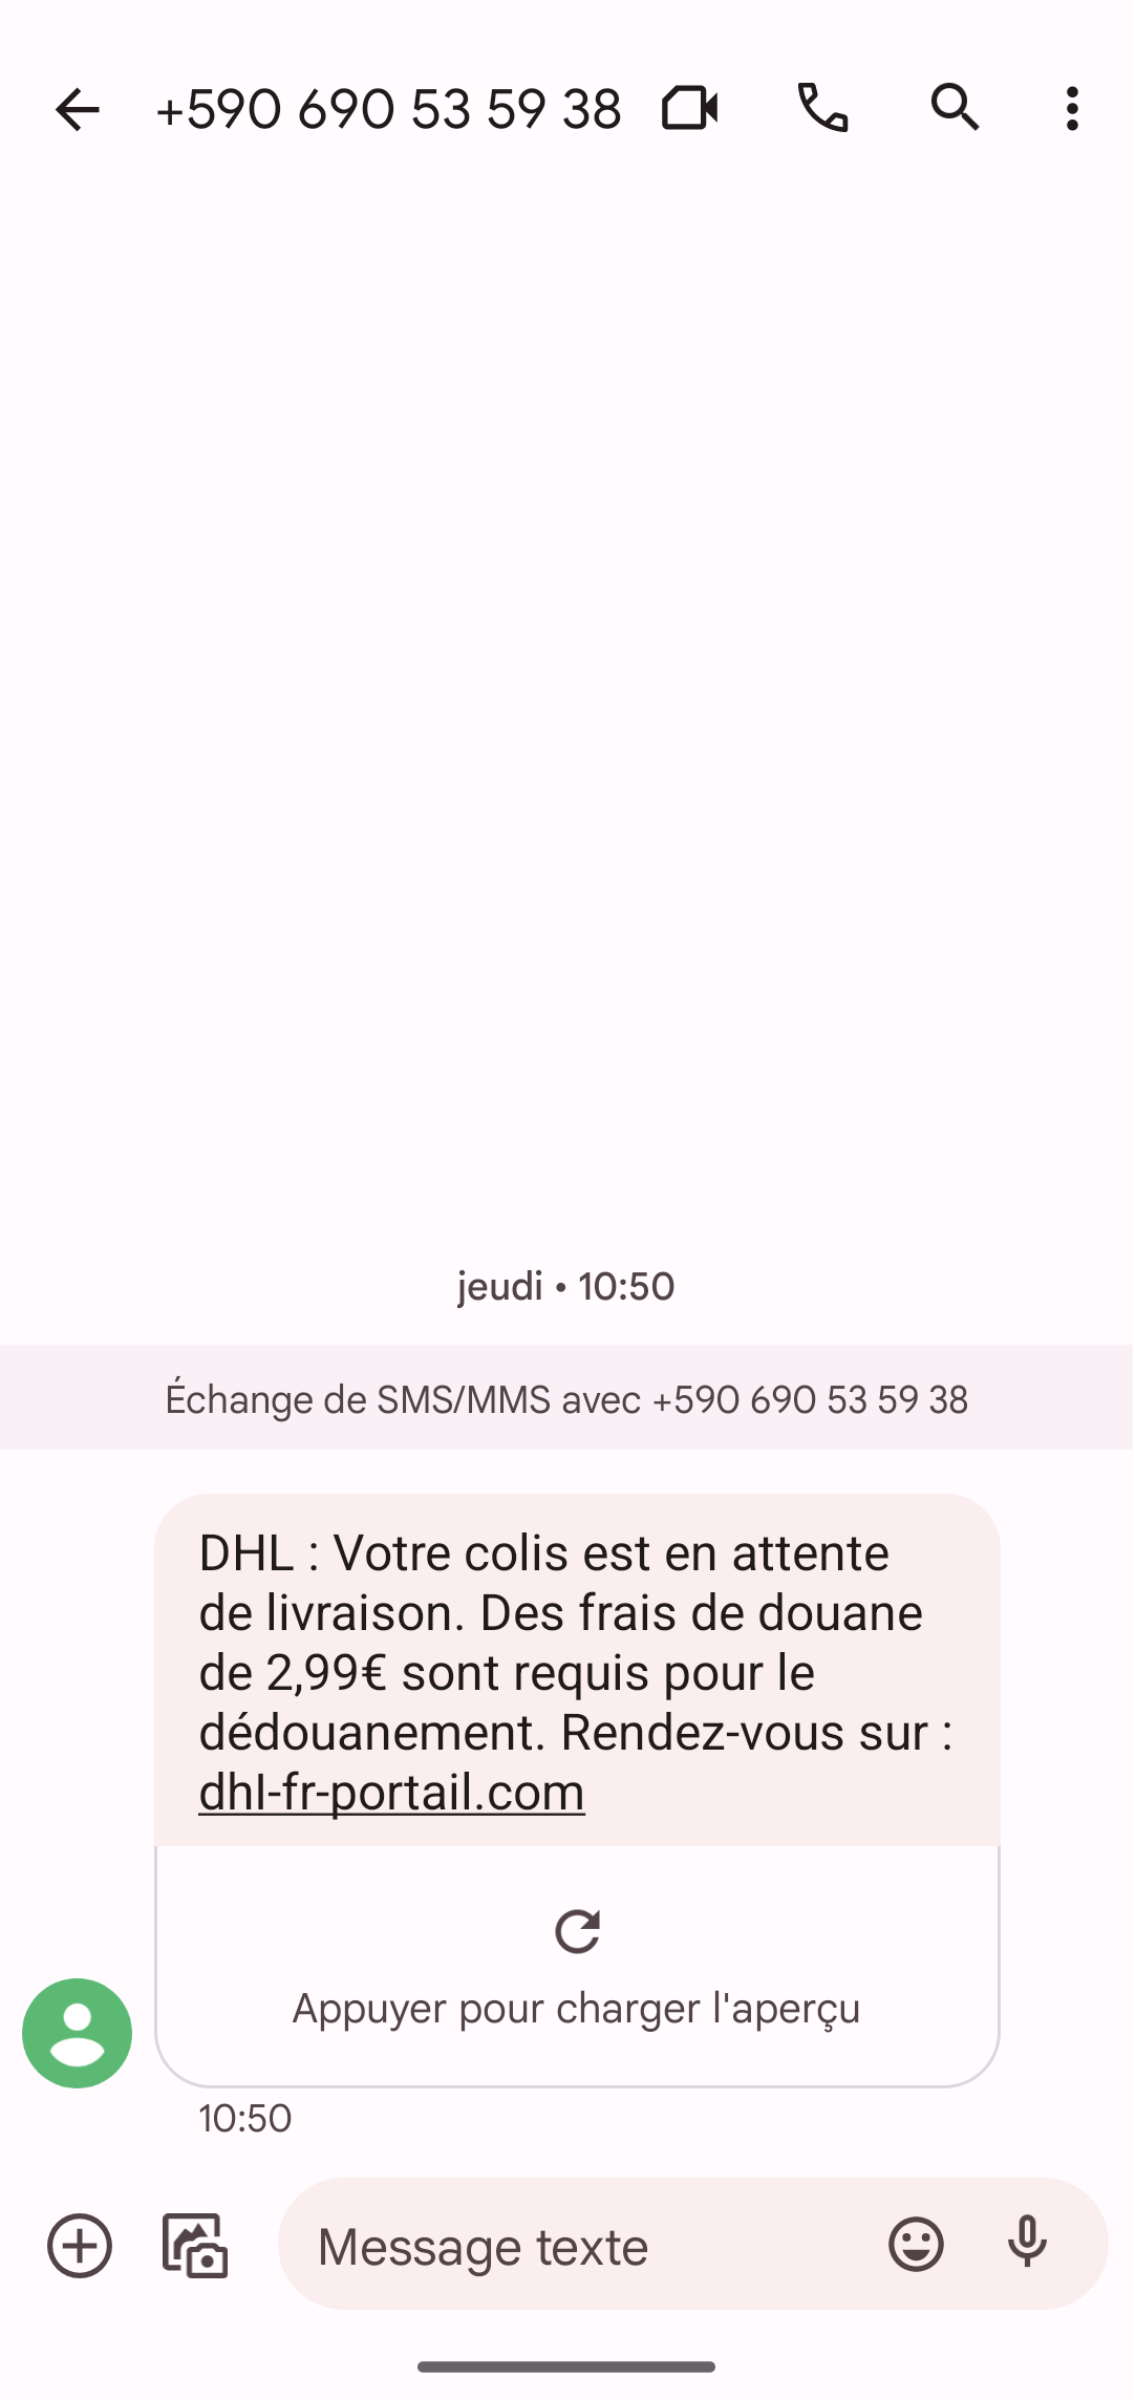 +590 690 53 59 38
jeudi • 10:50
Échange de SMS/MMS avec +590 690 53 59 38
DHL : Votre colis est en attente
de livraison. Des frais de douane
de 2,99€ sont requis pour le
dédouanement. Rendez-vous sur :
dhl-fr-portail.com
Appuyer pour charger l'aperçu
10:50
Message texte